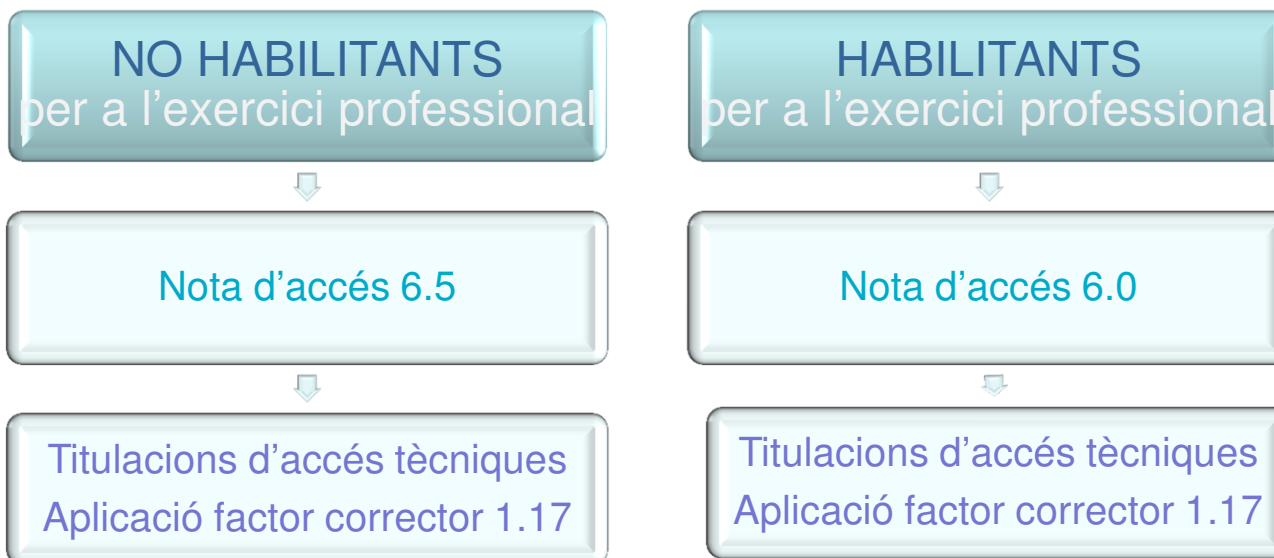 NO HABILITANTS
per a l’exercici professional
Nota d’accés 6.5
Titulacions d’accés tècniques
Aplicació factor corrector 1.17
HABILITANTS
per a l’exercici professional
Nota d’accés 6.0
Titulacions d’accés tècniques
Aplicació factor corrector 1.17